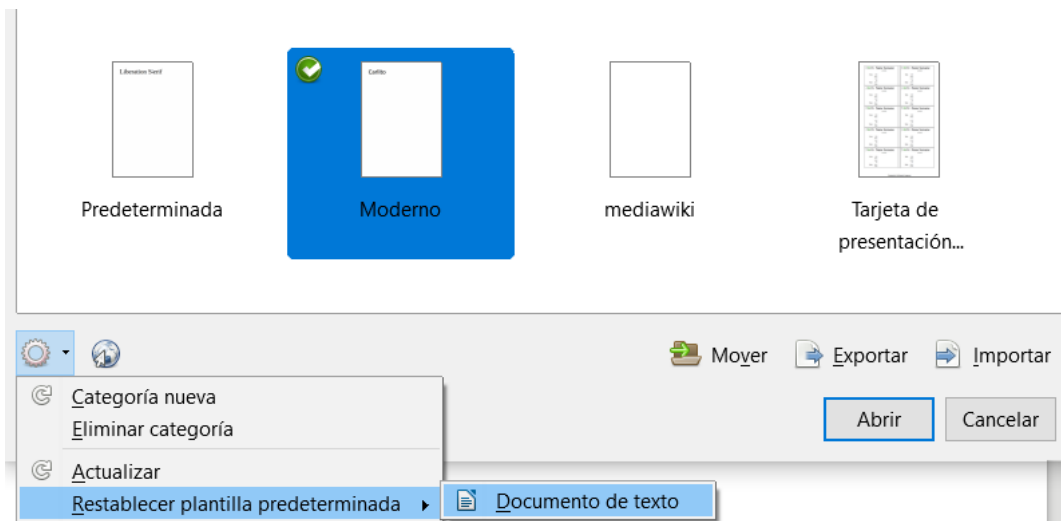 Liberation Serif
Carlito
Predeterminada
Moderno
mediawiki
Tarjeta de
presentación...
Mover
Exportar
Importar
Categoría nueva
Eliminar categoría
Abrir
Cancelar
Actualizar
Restablecer plantilla predeterminada
Documento de texto